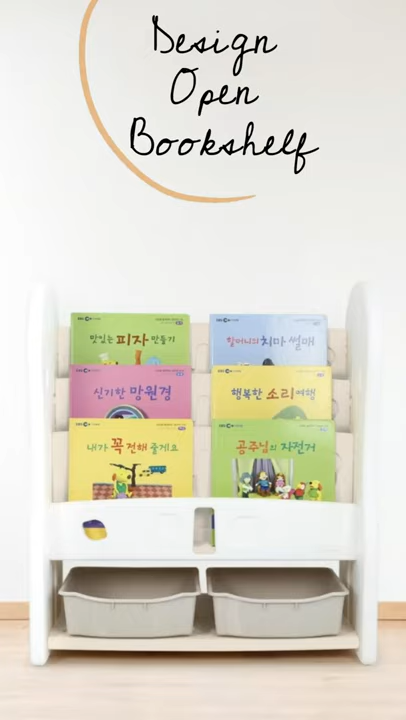 Design
Open
Bookshelf
맛있는 피자 만들기
할머니의 치마 썰매
신기한 망원경
행복한 소리여행
내가 꼭 전해 줄게요
공주님의 자전거